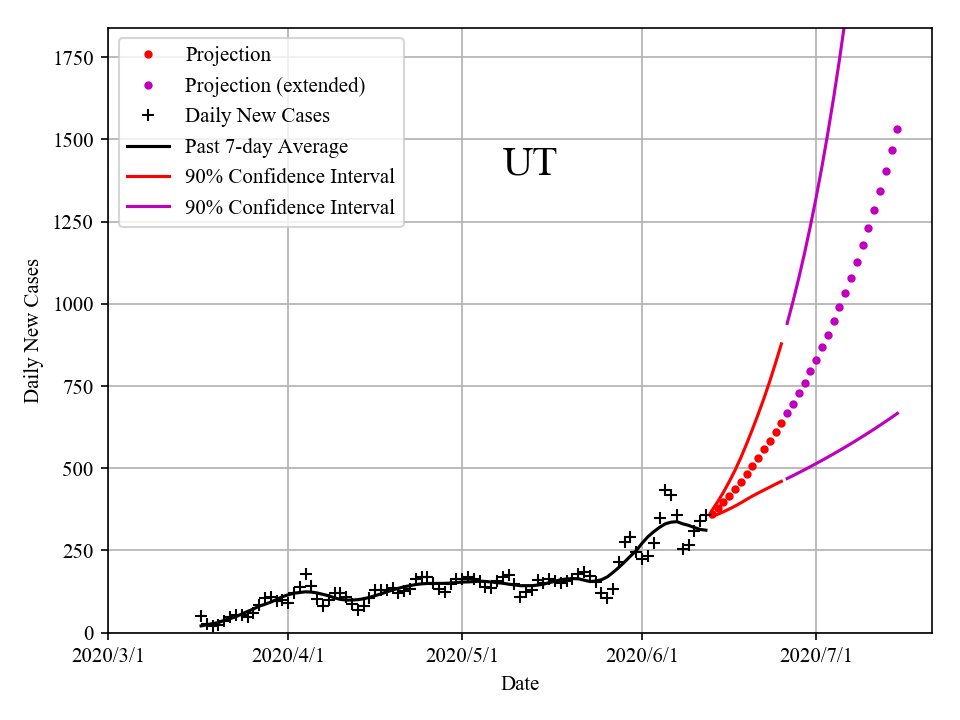 Projection
Projection (extended)
Daily New Cases
Past 7-day Average
90% Confidence Interval
90% Confidence Interval
UT
1750
1500
1250
1000
750
500
250
0
Daily New Cases
2020/3/1 2020/4/1 2020/5/1 2020/6/1 2020/7/1
Date